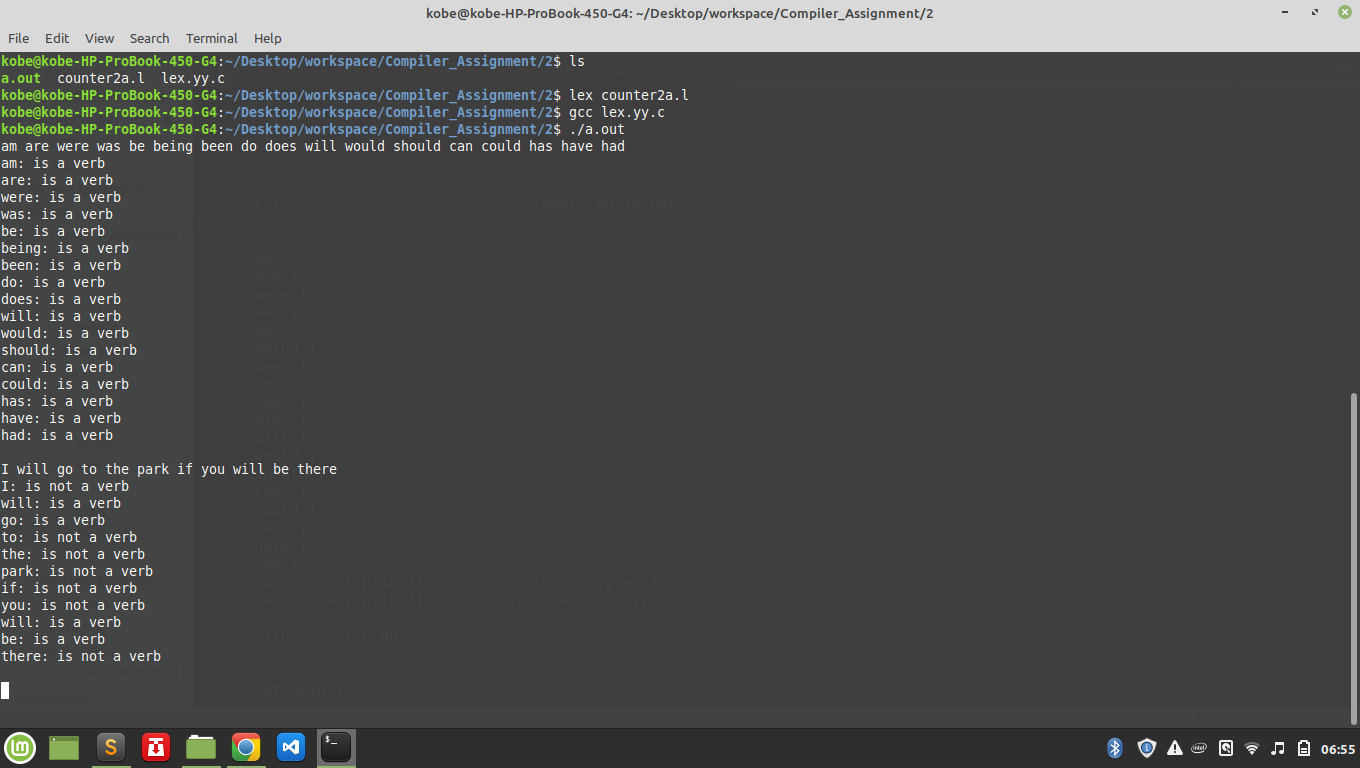 kobe@kobe-HP-ProBook-450-G4: ~/Desktop/workspace/Compiler_Assignment/2
File Edit View Search Terminal Help
kobe@kobe-HP-ProBook-450-G4:~/Desktop/workspace/Compiler_Assignment/2$ ls
a.out counter2a.l lex.yy.c
kobe@kobe-HP-ProBook-450-G4:~/Desktop/workspace/Compiler_Assignment/2$ lex counter2a.l
kobe@kobe-HP-ProBook-450-G4:~/Desktop/workspace/Compiler_Assignment/2$ gcc lex.yy.c
kobe@kobe-HP-ProBook-450-G4:~/Desktop/workspace/Compiler_Assignment/2$ ./a.out
am are were was be being been do does will would should can could has have had
am: is a verb
are: is a verb
were: is a verb
was: is a verb
be: is a verb
being: is a verb
been: is a verb
do: is a verb
does: is a verb
will: is a verb
would: is a verb
should: is a verb
can: is a verb
could: is a verb
has: is a verb
have: is a verb
had: is a verb
I will go to the park if you will be there
I: is not a verb
will: is a verb
go: is a verb
to: is not a verb
the: is not a verb
park: is not a verb
if: is not a verb
you: is not a verb
will: is a verb
be: is a verb
there: is not a verb
06:55